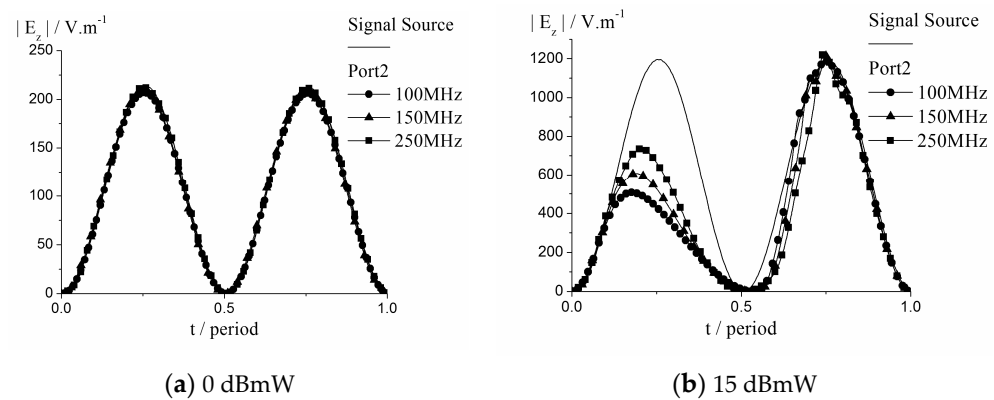 | E_z | / V.m⁻¹
Signal Source
Port2
100MHz
150MHz
250MHz
250
200
150
100
50
0
0.0 0.5 1.0
t / period
(a) 0 dBmW
| E_z | / V.m⁻¹
Signal Source
Port2
100MHz
150MHz
250MHz
1200
1000
800
600
400
200
0
0.0 0.5 1.0
t / period
(b) 15 dBmW